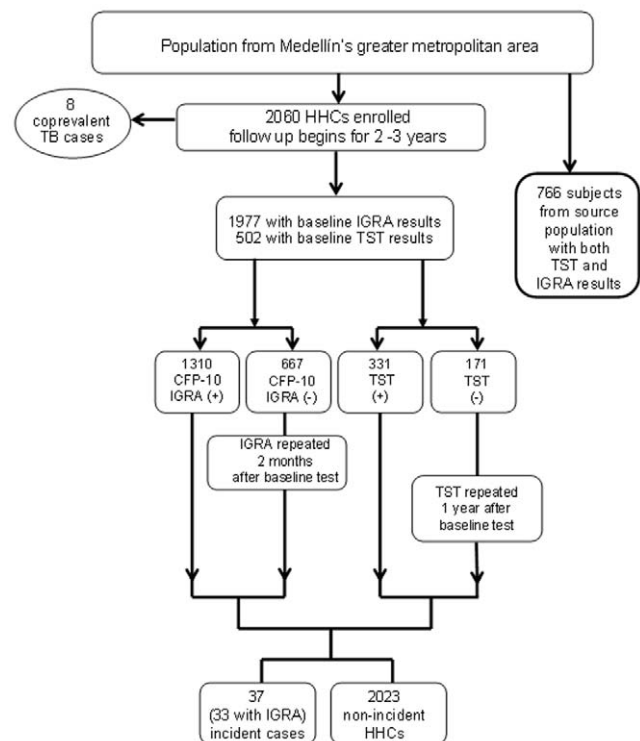 Population from Medellín's greater metropolitan area
8
coprevalent
TB cases
2060 HHCs enrolled
follow up begins for 2 -3 years
766 subjects
from source
population
with both
TST and
IGRA results
1977 with baseline IGRA results
502 with baseline TST results
1310
CFP-10
IGRA (+)
667
CFP-10
IGRA (-)
331
TST
(+)
171
TST
(-)
IGRA repeated
2 months
after baseline test
TST repeated
1 year after
baseline test
37
(33 with IGRA)
incident cases
2023
non-incident
HHCs